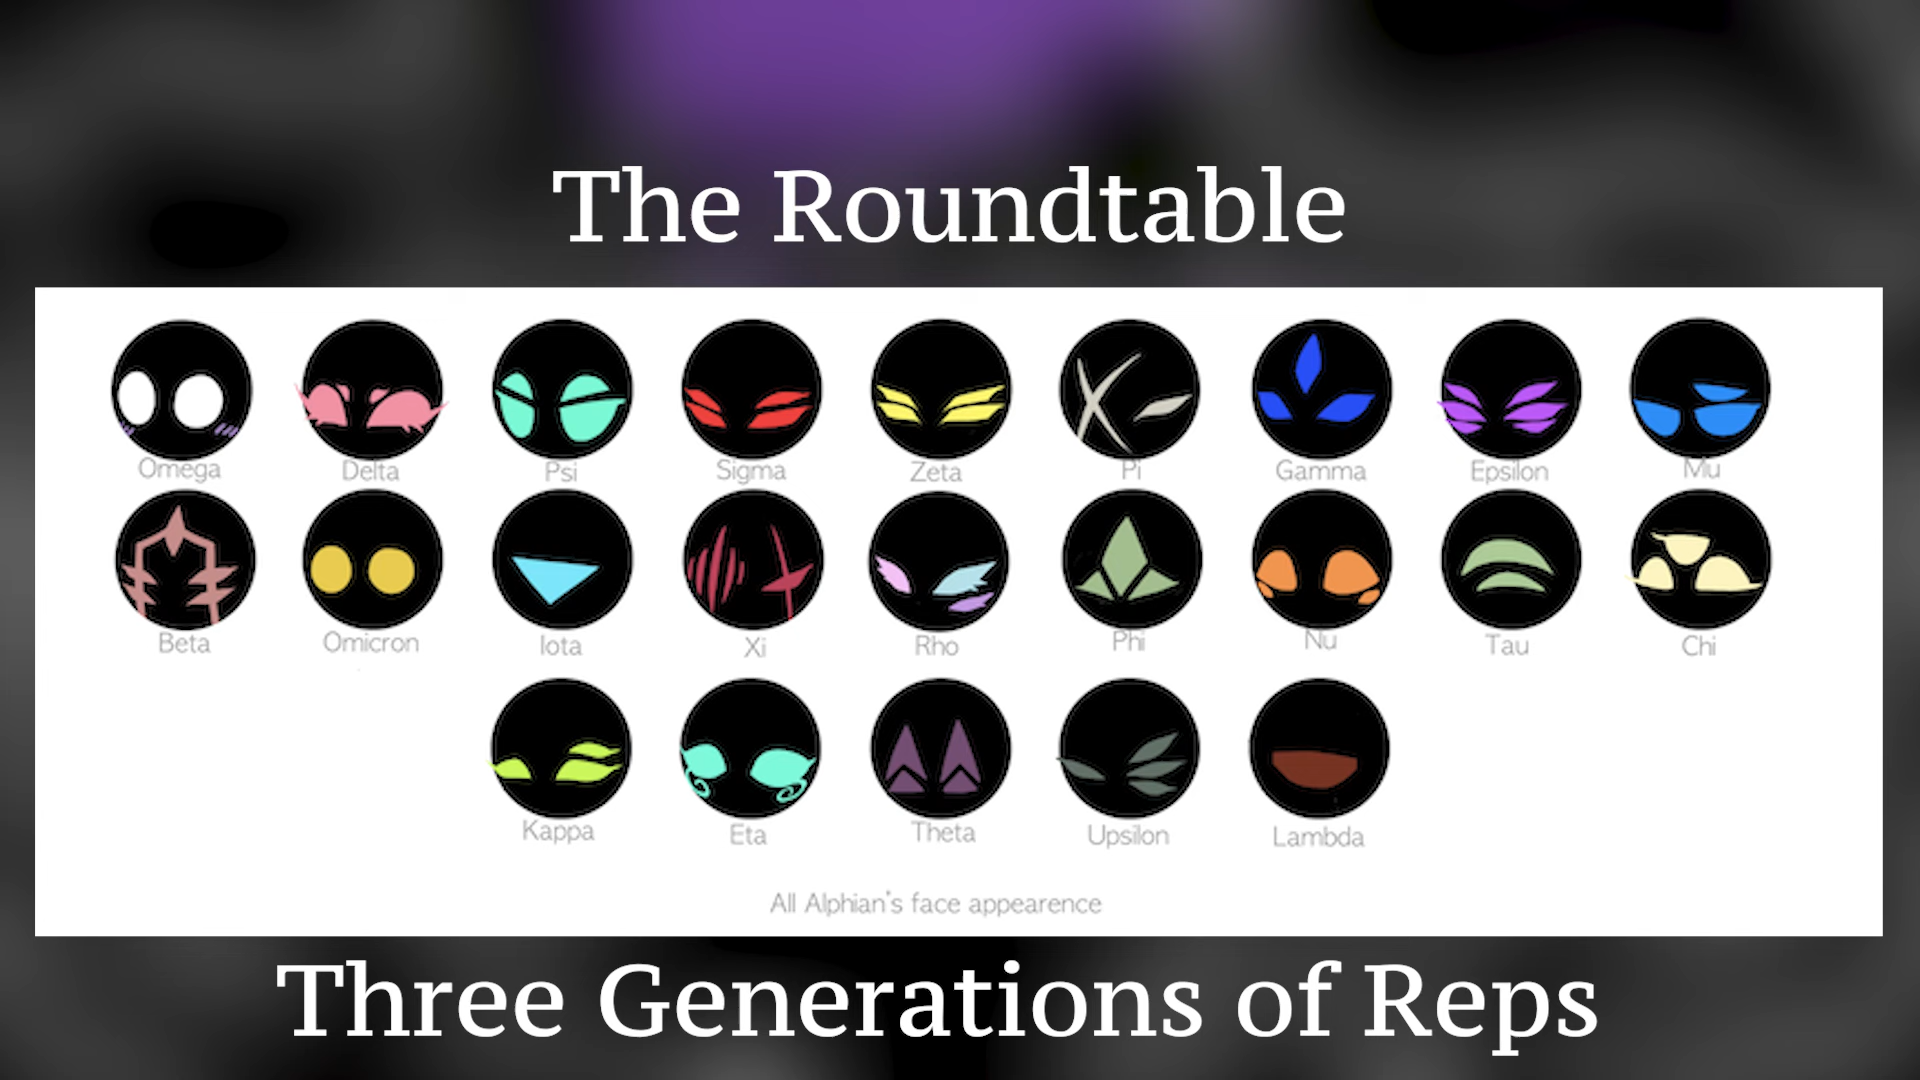 The Roundtable
Omega Delta Psi Sigma Zeta Pi Gamma Epsilon Mu
Beta Omicron Iota Xi Rho Phi Nu Tau Chi
Kappa Eta Theta Upsilon Lambda
All Alphian's face appearence
Three Generations of Reps